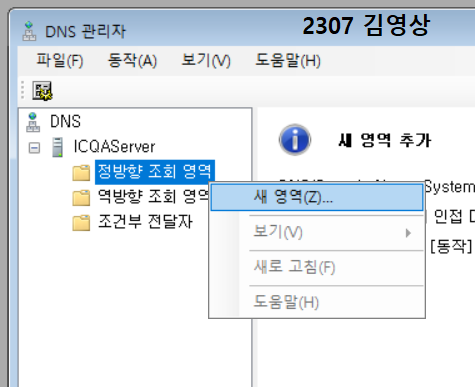 DNS 관리자
2307 김영상
파일(F) 동작(A) 보기(V) 도움말(H)
DNS
ICQAServer
정방향 조회 영역
역방향 조회 영역
조건부 전달자
새 영역(Z)...
보기(V)
새로 고침(F)
도움말(H)
새 영역 추가
System
인접 D
[동작]